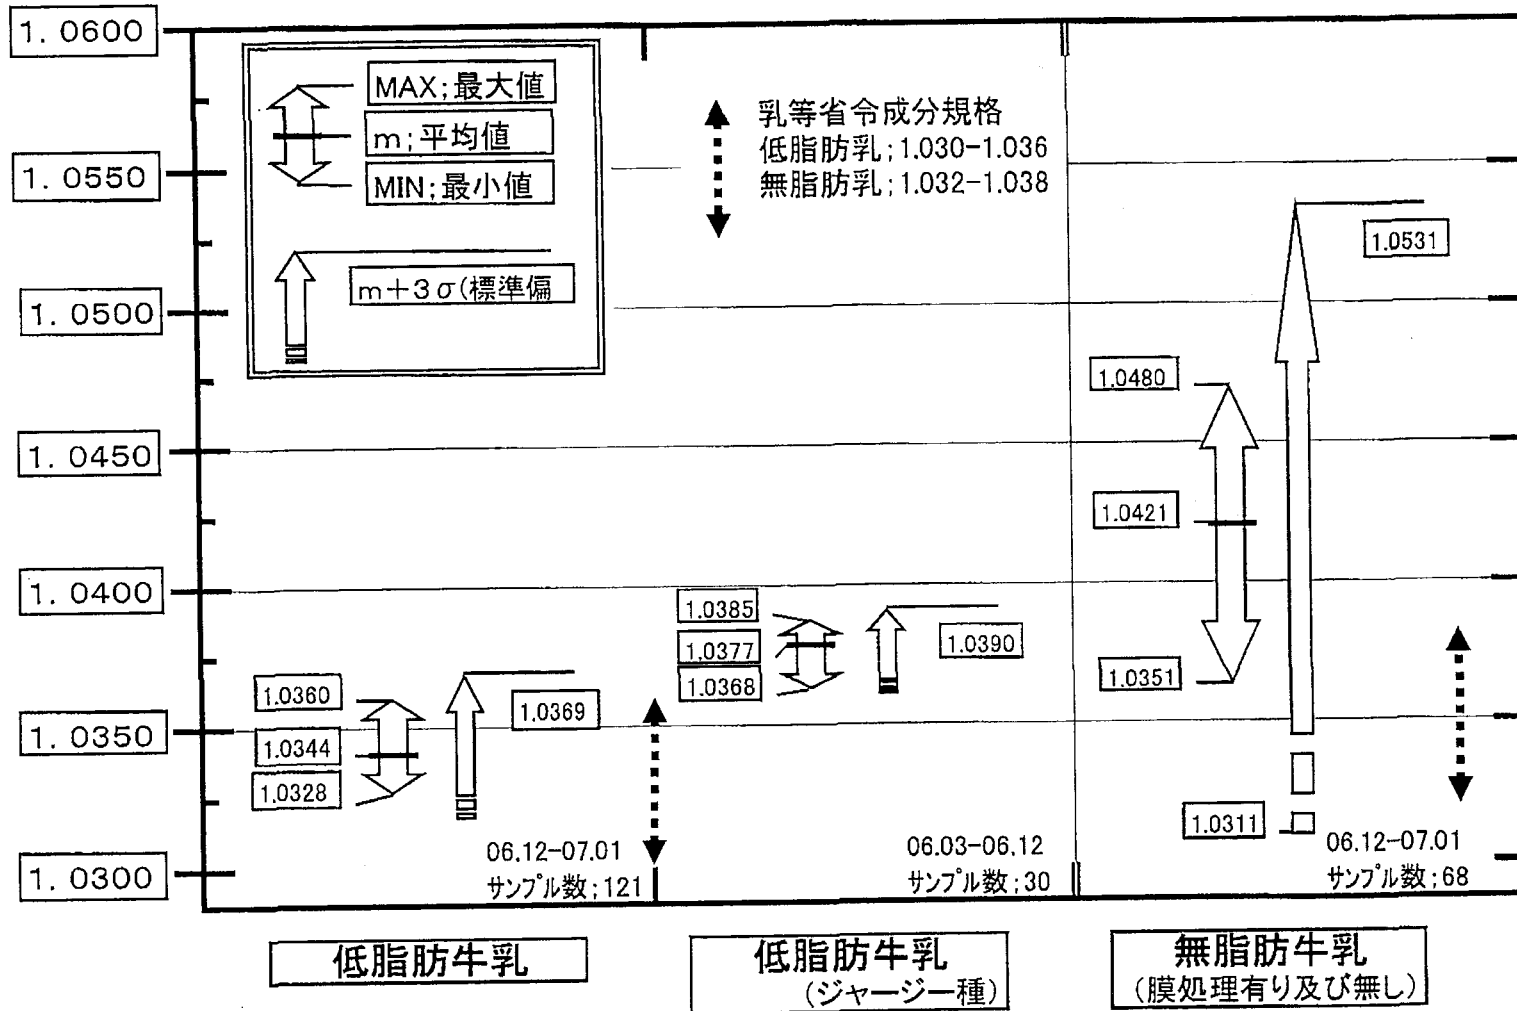 1.0600
1.0550
1.0500
1.0450
1.0400
1.0350
1.0300
MAX;最大値
m;平均値
MIN;最小値
m+3σ(標準偏
乳等省令成分規格
低脂肪乳;1.030-1.036
無脂肪乳;1.032-1.038
1.0360
1.0344
1.0328
1.0369
06.12-07.01
サンプル数;121
1.0385
1.0377
1.0368
1.0390
06.03-06.12
サンプル数;30
1.0531
1.0480
1.0421
1.0351
1.0311
06.12-07.01
サンプル数;68
低脂肪牛乳
低脂肪牛乳
(ジャージー種)
無脂肪牛乳
(膜処理有り及び無し)